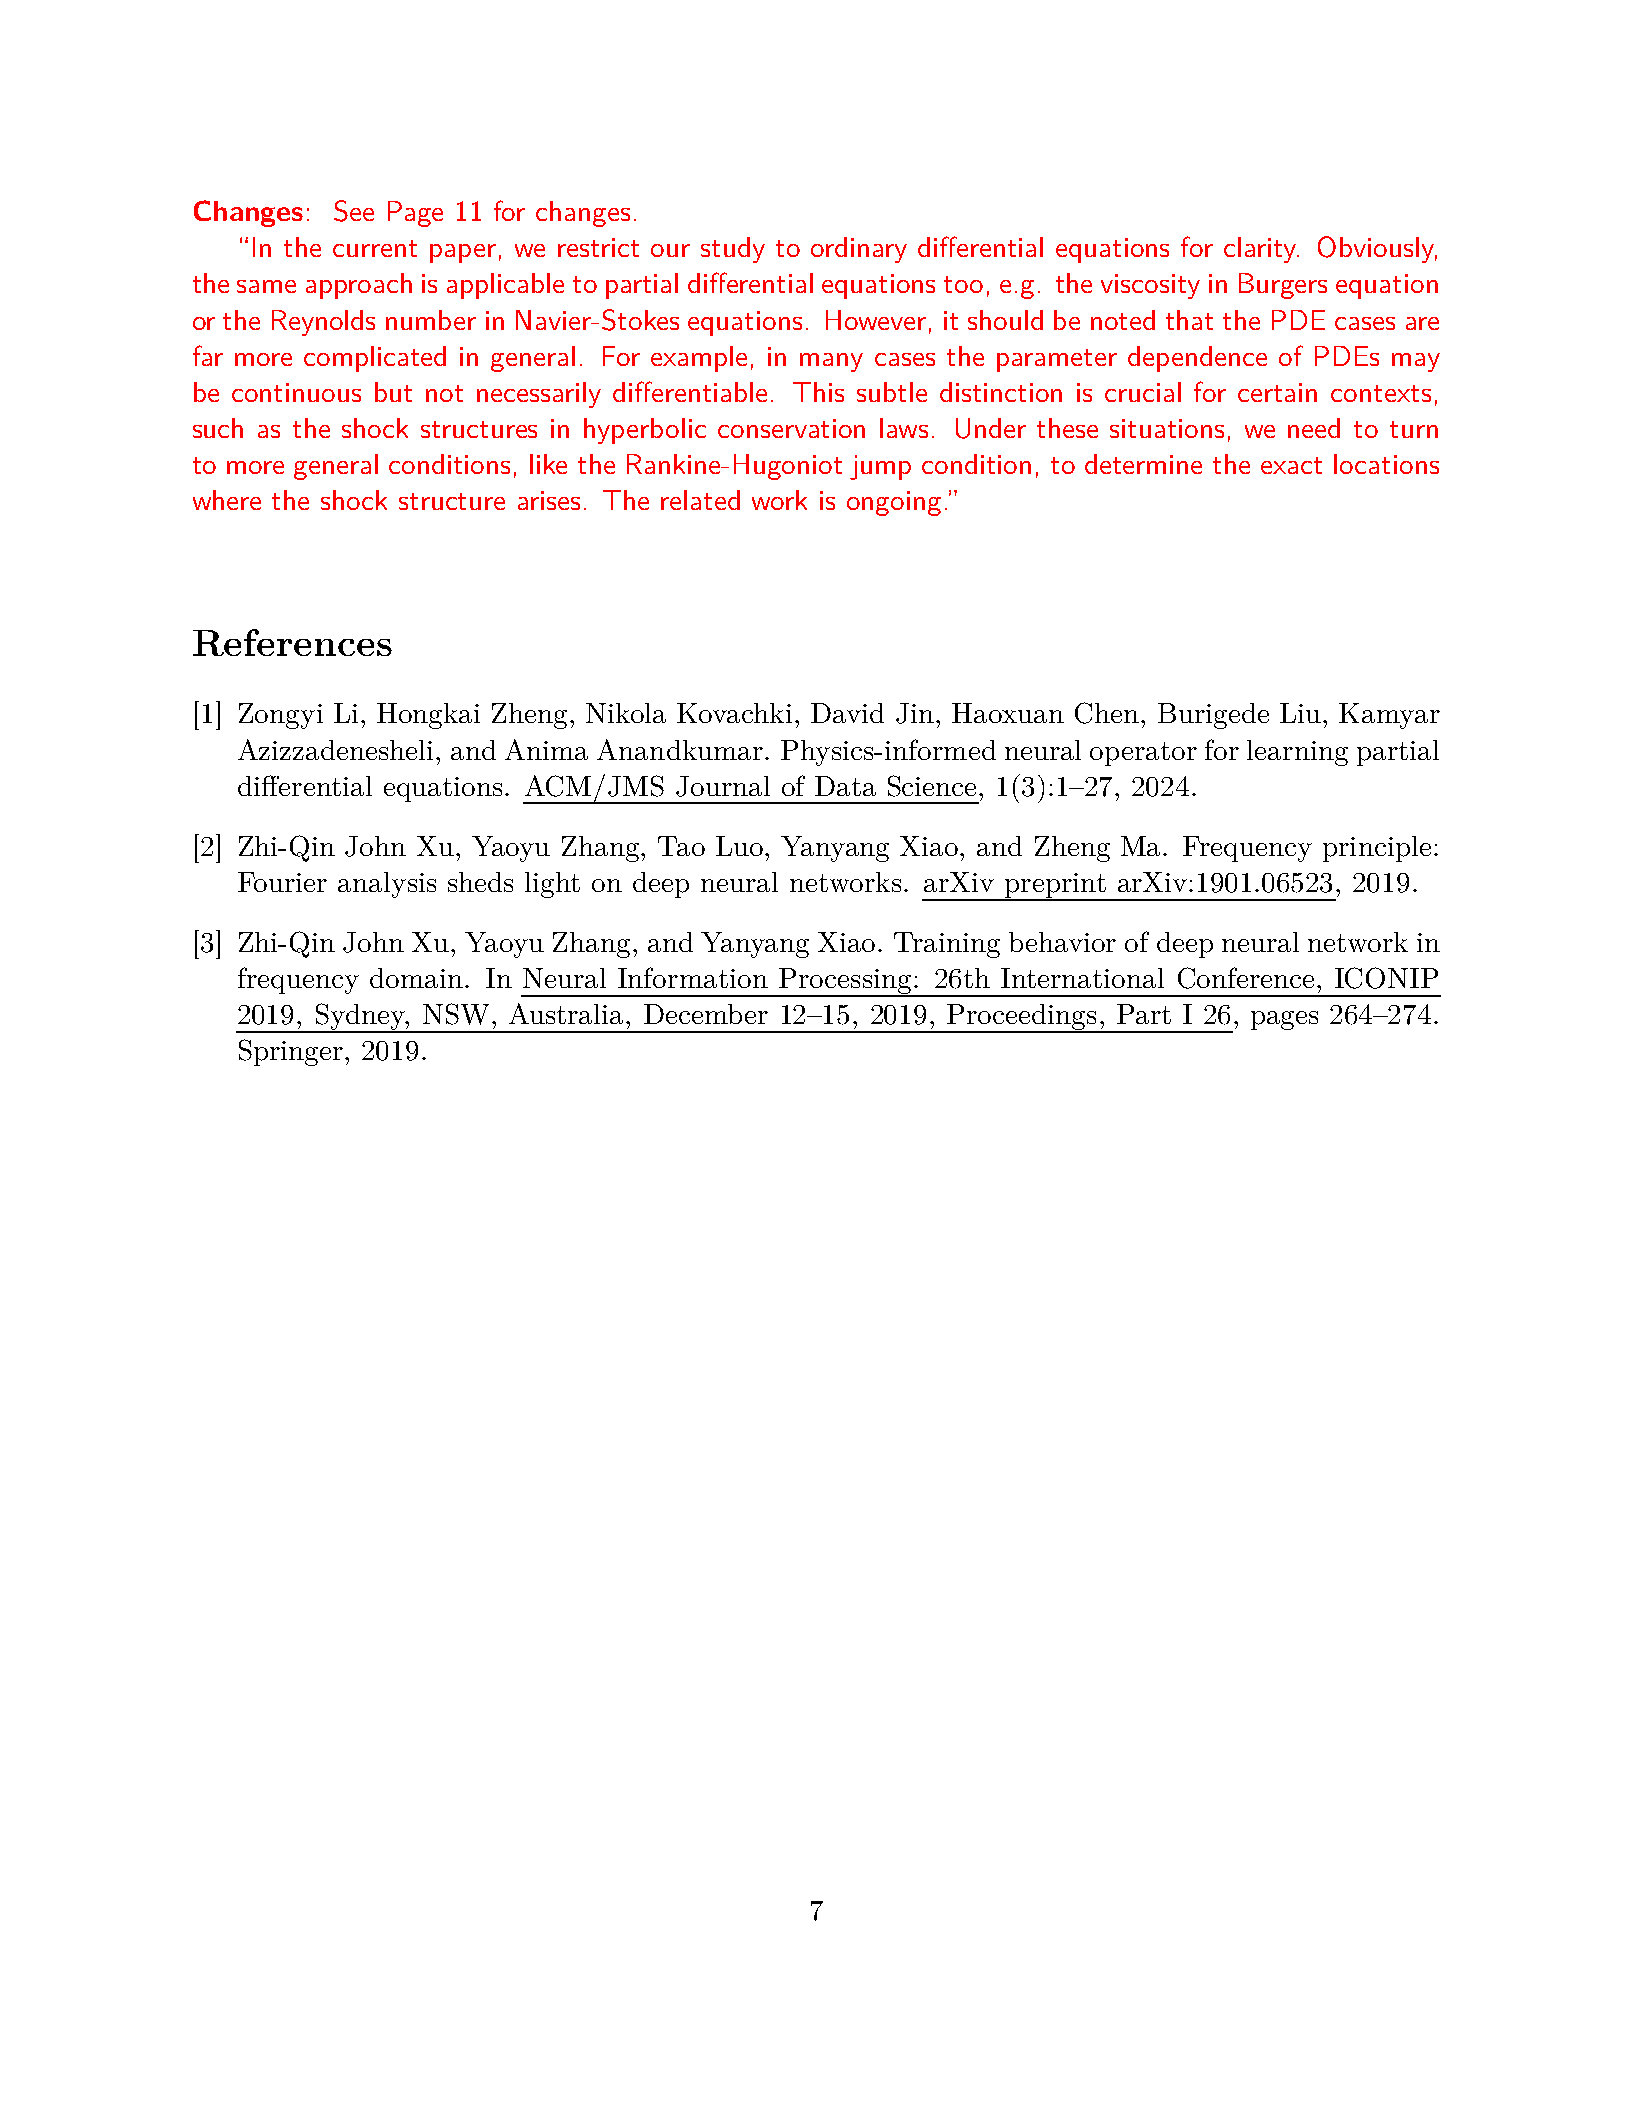 Changes: See Page 11 for changes.
“In the current paper, we restrict our study to ordinary differential equations for clarity. Obviously,
the same approach is applicable to partial differential equations too, e.g. the viscosity in Burgers equation
or the Reynolds number in Navier-Stokes equations. However, it should be noted that the PDE cases are
far more complicated in general. For example, in many cases the parameter dependence of PDEs may
be continuous but not necessarily differentiable. This subtle distinction is crucial for certain contexts,
such as the shock structures in hyperbolic conservation laws. Under these situations, we need to turn
to more general conditions, like the Rankine-Hugoniot jump condition, to determine the exact locations
where the shock structure arises. The related work is ongoing.”
References
[1] Zongyi Li, Hongkai Zheng, Nikola Kovachki, David Jin, Haoxuan Chen, Burigede Liu, Kamyar
Azizzadenesheli, and Anima Anandkumar. Physics-informed neural operator for learning partial
differential equations. ACM/JMS Journal of Data Science, 1(3):1–27, 2024.
[2] Zhi-Qin John Xu, Yaoyu Zhang, Tao Luo, Yanyang Xiao, and Zheng Ma. Frequency principle:
Fourier analysis sheds light on deep neural networks. arXiv preprint arXiv:1901.06523, 2019.
[3] Zhi-Qin John Xu, Yaoyu Zhang, and Yanyang Xiao. Training behavior of deep neural network in
frequency domain. In Neural Information Processing: 26th International Conference, ICONIP
2019, Sydney, NSW, Australia, December 12–15, 2019, Proceedings, Part I 26, pages 264–274.
Springer, 2019.
7